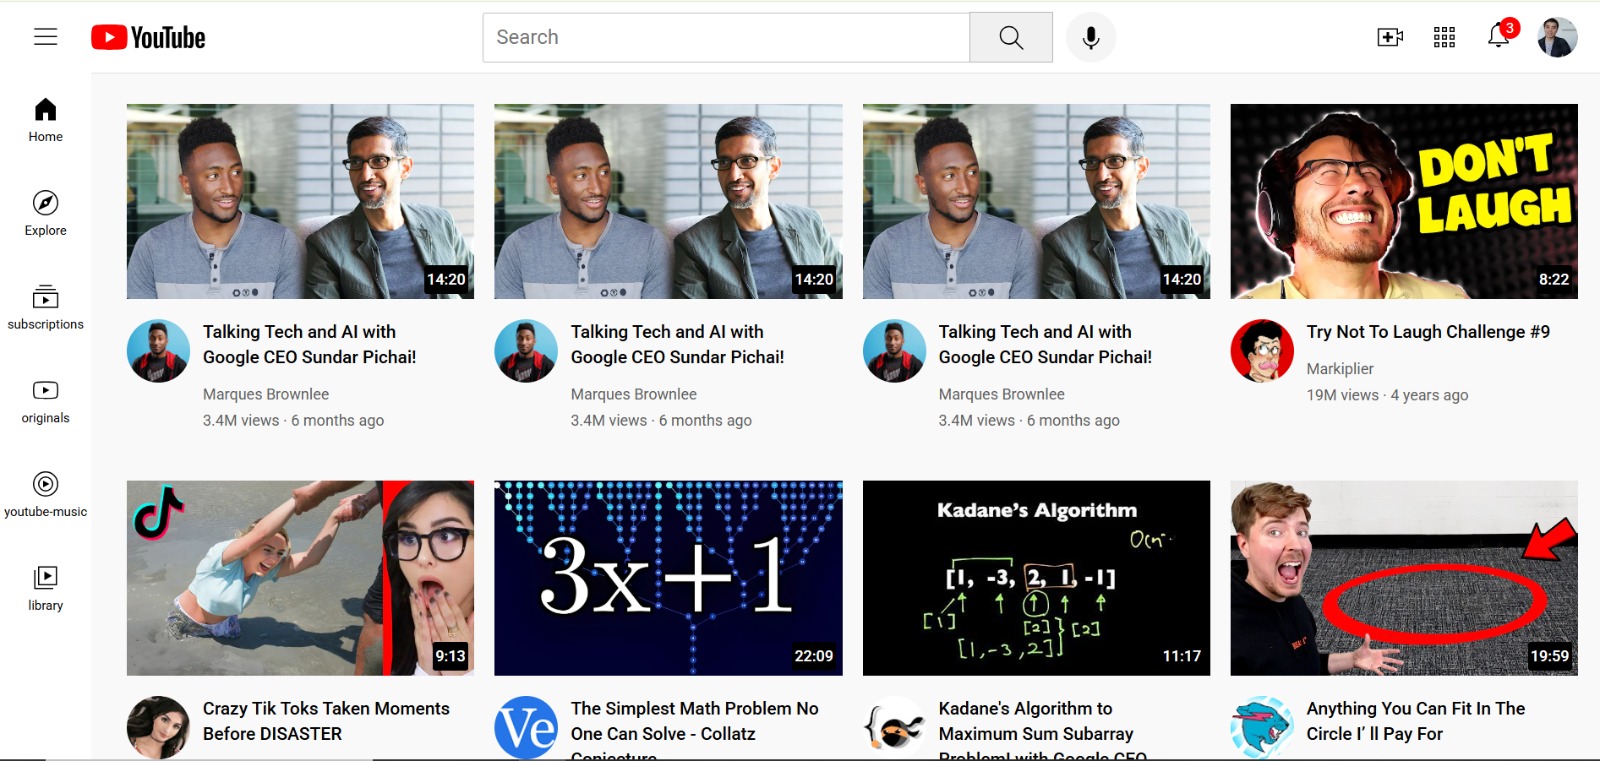 YouTube
Search
3
Home
Explore
subscriptions
originals
youtube-music
library
14:20
14:20
14:20
DON'T
LAUGH
8:22
Talking Tech and AI with
Google CEO Sundar Pichai!
Marques Brownlee
3.4M views · 6 months ago
Talking Tech and AI with
Google CEO Sundar Pichai!
Marques Brownlee
3.4M views · 6 months ago
Talking Tech and AI with
Google CEO Sundar Pichai!
Marques Brownlee
3.4M views · 6 months ago
Try Not To Laugh Challenge #9
Markiplier
19M views · 4 years ago
9:13
3x+1
22:09
Kadane's Algorithm
[1, -3, 2, 1, -1]
[1]
[2]
[2]
[1,-3,2]
11:17
19:59
Crazy Tik Toks Taken Moments
Before DISASTER
Ve
The Simplest Math Problem No
One Can Solve - Collatz
Conjecture
Kadane's Algorithm to
Maximum Sum Subarray
Problem! with Google CEO
Anything You Can Fit In The
Circle I' ll Pay For